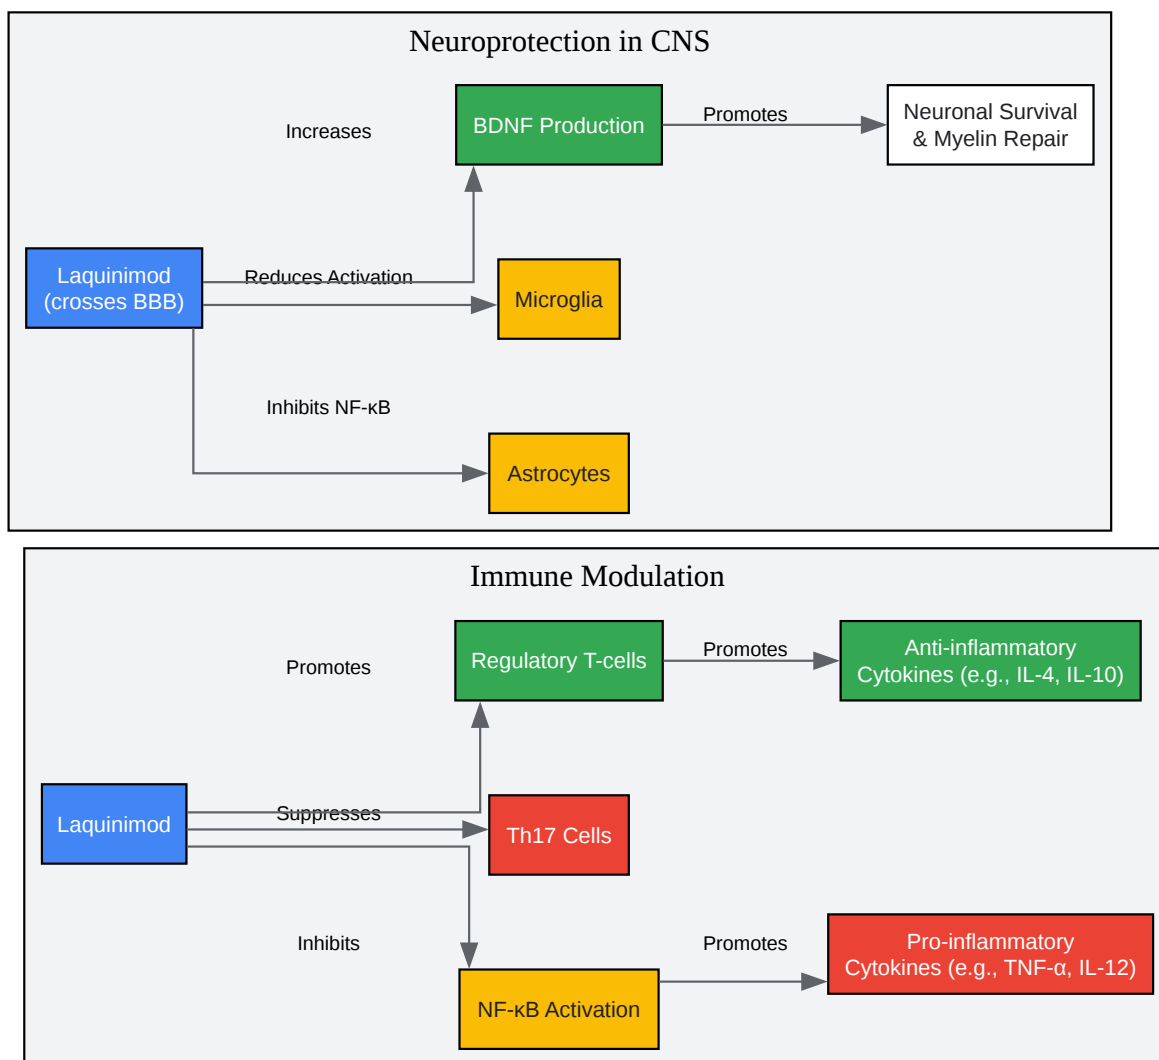 Neuroprotection in CNS
Increases
BDNF Production
Promotes
Neuronal Survival
& Myelin Repair
Laquinimod
(crosses BBB)
Reduces Activation
Microglia
Inhibits NF-κB
Astrocytes
Immune Modulation
Promotes
Regulatory T-cells
Promotes
Anti-inflammatory
Cytokines (e.g., IL-4, IL-10)
Laquinimod
Suppresses
Th17 Cells
Inhibits
NF-κB Activation
Promotes
Pro-inflammatory
Cytokines (e.g., TNF-α, IL-12)